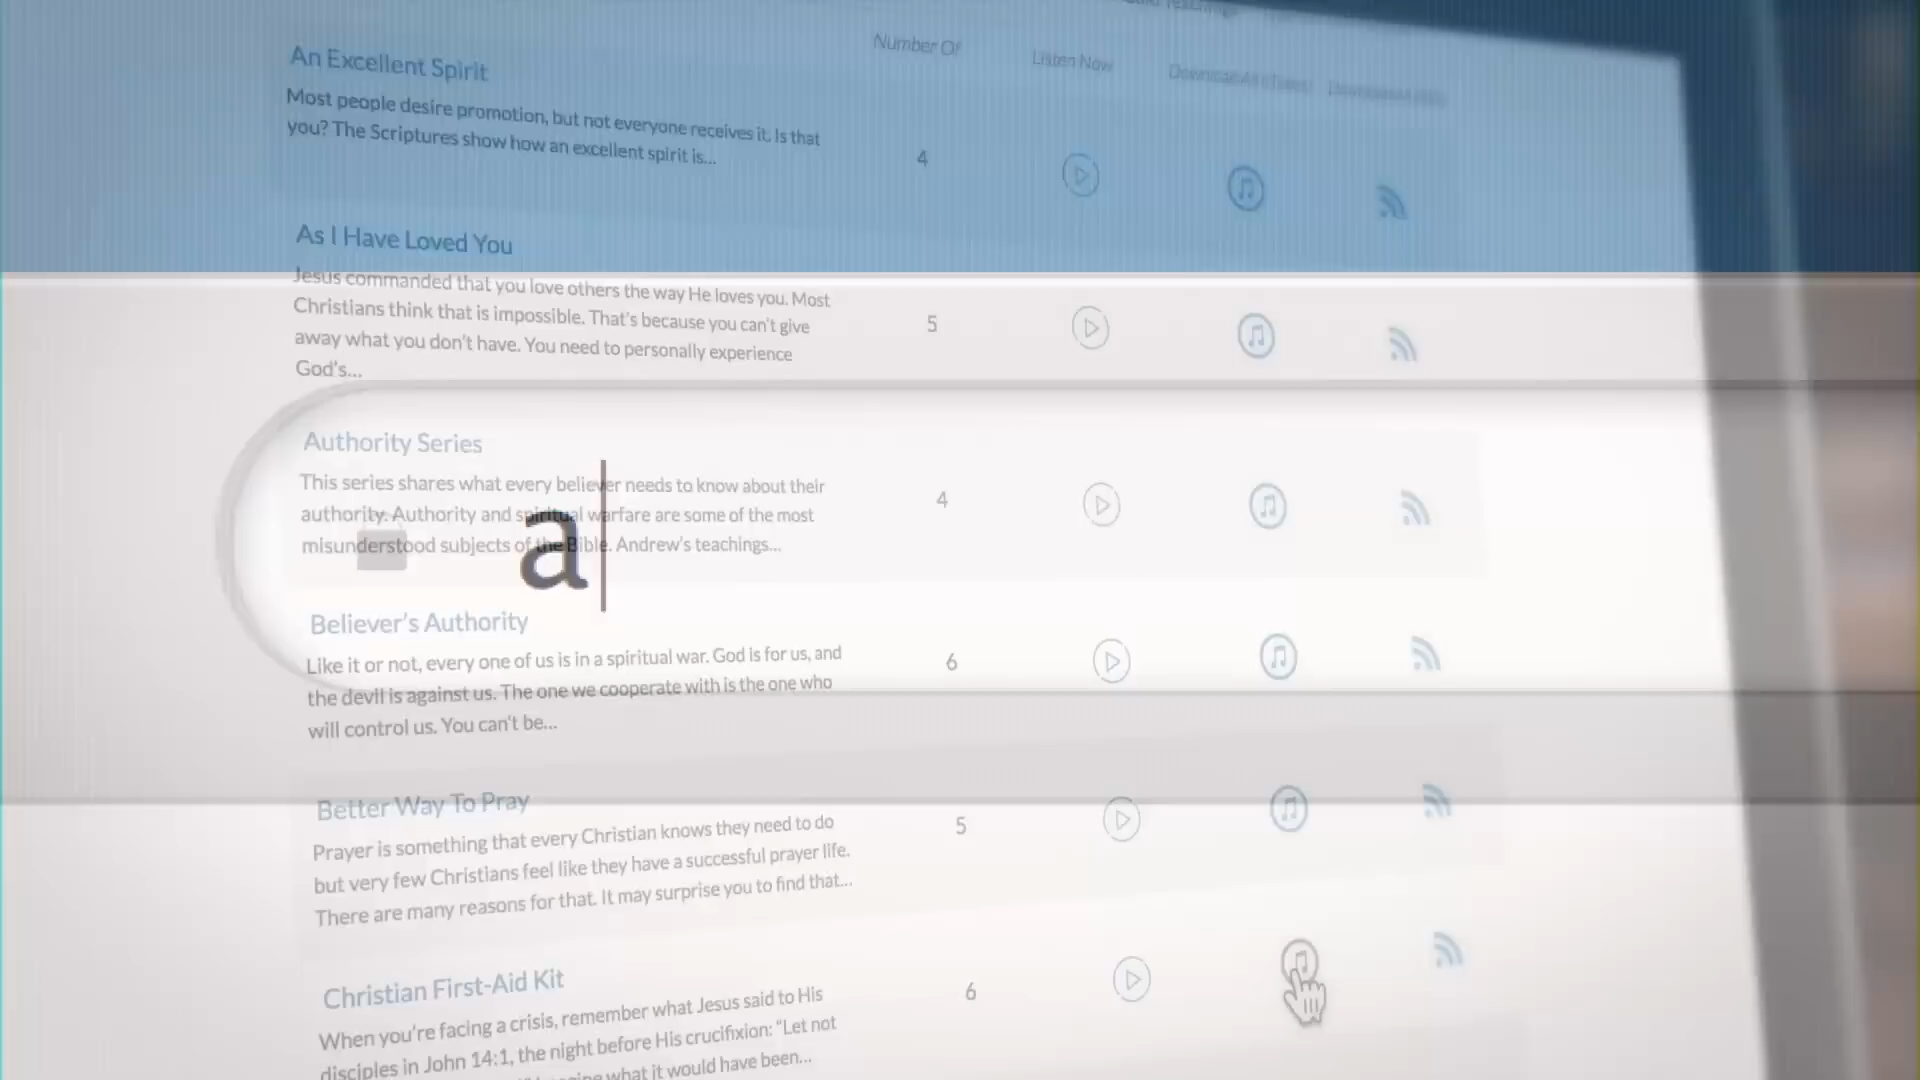 Number Of
Listen Now
An Excellent Spirit
Most people desire promotion, but not everyone receives it. Is that
you? The Scriptures show how an excellent spirit is...
4
As I Have Loved You
Jesus commanded that you love others the way He loves you. Most
Christians think that is impossible. That's because you can't give
away what you don't have. You need to personally experience
God's...
5
Authority Series
This series shares what every believer needs to know about their
authority. Authority and spiritual warfare are some of the most
misunderstood subjects of the Bible. Andrew's teachings...
4
a
Believer's Authority
Like it or not, every one of us is in a spiritual war. God is for us, and
the devil is against us. The one we cooperate with is the one who
will control us. You can't be...
6
Better Way To Pray
Prayer is something that every Christian knows they need to do
but very few Christians feel like they have a successful prayer life.
There are many reasons for that. It may surprise you to find that...
5
Christian First-Aid Kit
When you're facing a crisis, remember what Jesus said to His
disciples in John 14:1, the night before His crucifixion: "Let not
what it would have been...
6